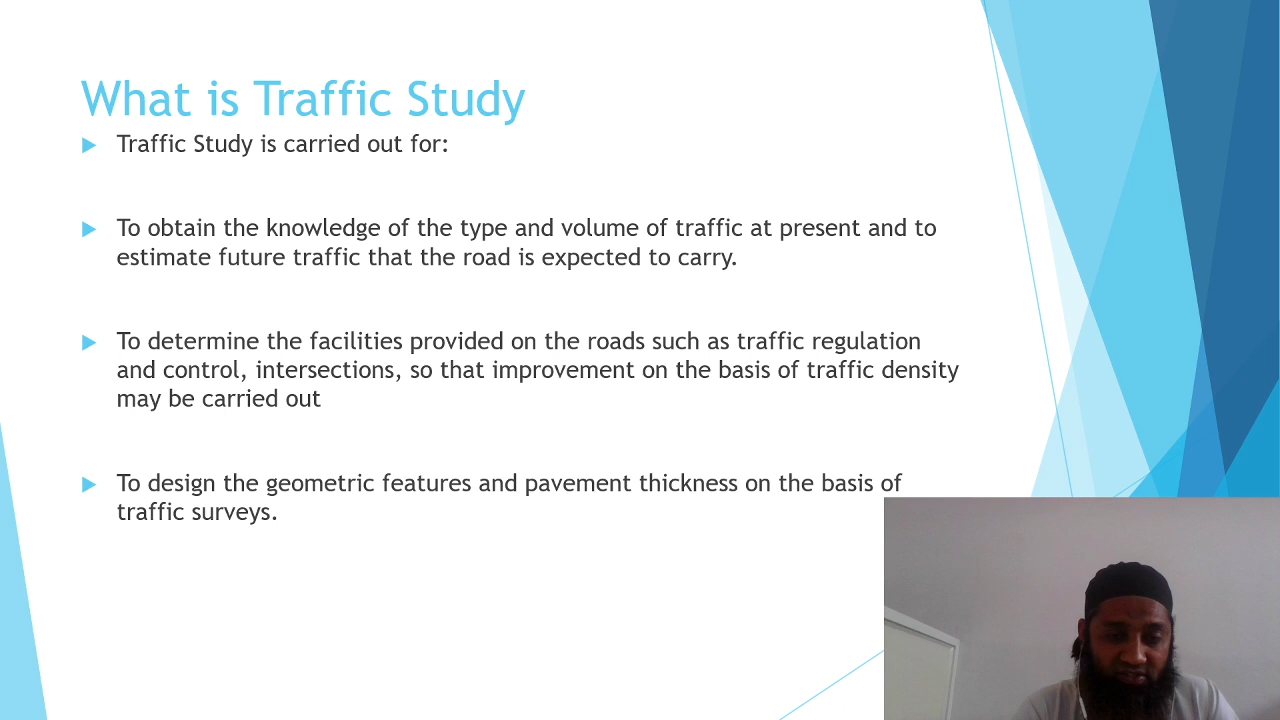 What is Traffic Study
Traffic Study is carried out for:
To obtain the knowledge of the type and volume of traffic at present and to
estimate future traffic that the road is expected to carry.
To determine the facilities provided on the roads such as traffic regulation
and control, intersections, so that improvement on the basis of traffic density
may be carried out
To design the geometric features and pavement thickness on the basis of
traffic surveys.